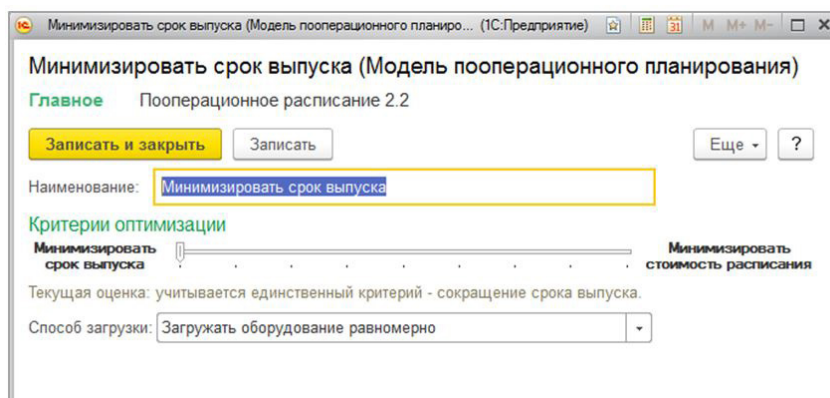 Минимизировать срок выпуска (Модель пооперационного планиро... (1С:Предприятие)
M M+ M-
Минимизировать срок выпуска (Модель пооперационного планирования)
Главное Пооперационное расписание 2.2
Записать и закрыть Записать Еще ?
Наименование: Минимизировать срок выпуска
Критерии оптимизации
Минимизировать срок выпуска
Минимизировать стоимость расписания
Текущая оценка: учитывается единственный критерий - сокращение срока выпуска.
Способ загрузки: Загружать оборудование равномерно